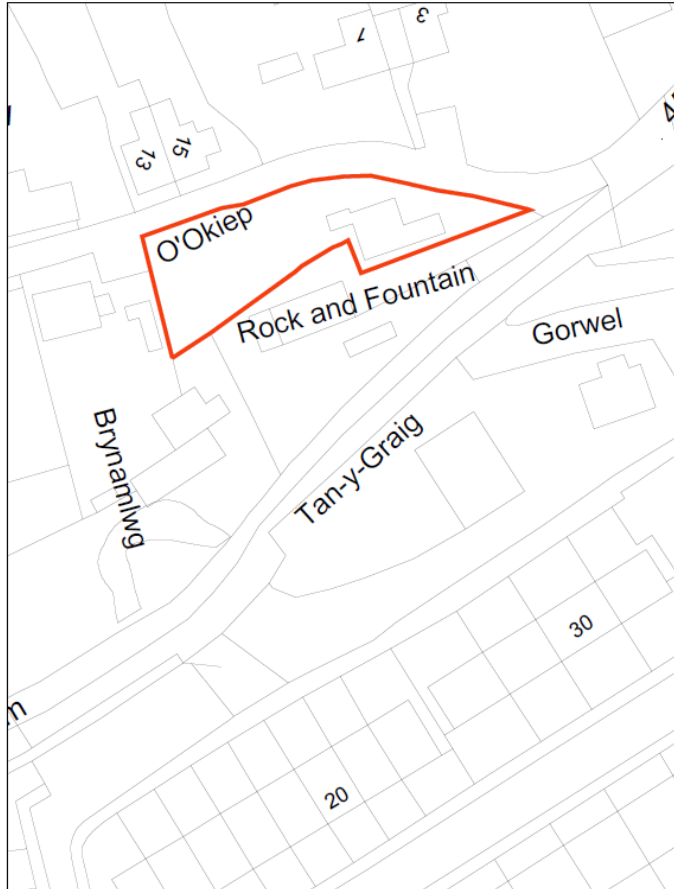 3
7
15
13
O'Okiep
Rock and Fountain
Gorwel
Tan-y-Graig
Brynamlwg
30
m
20